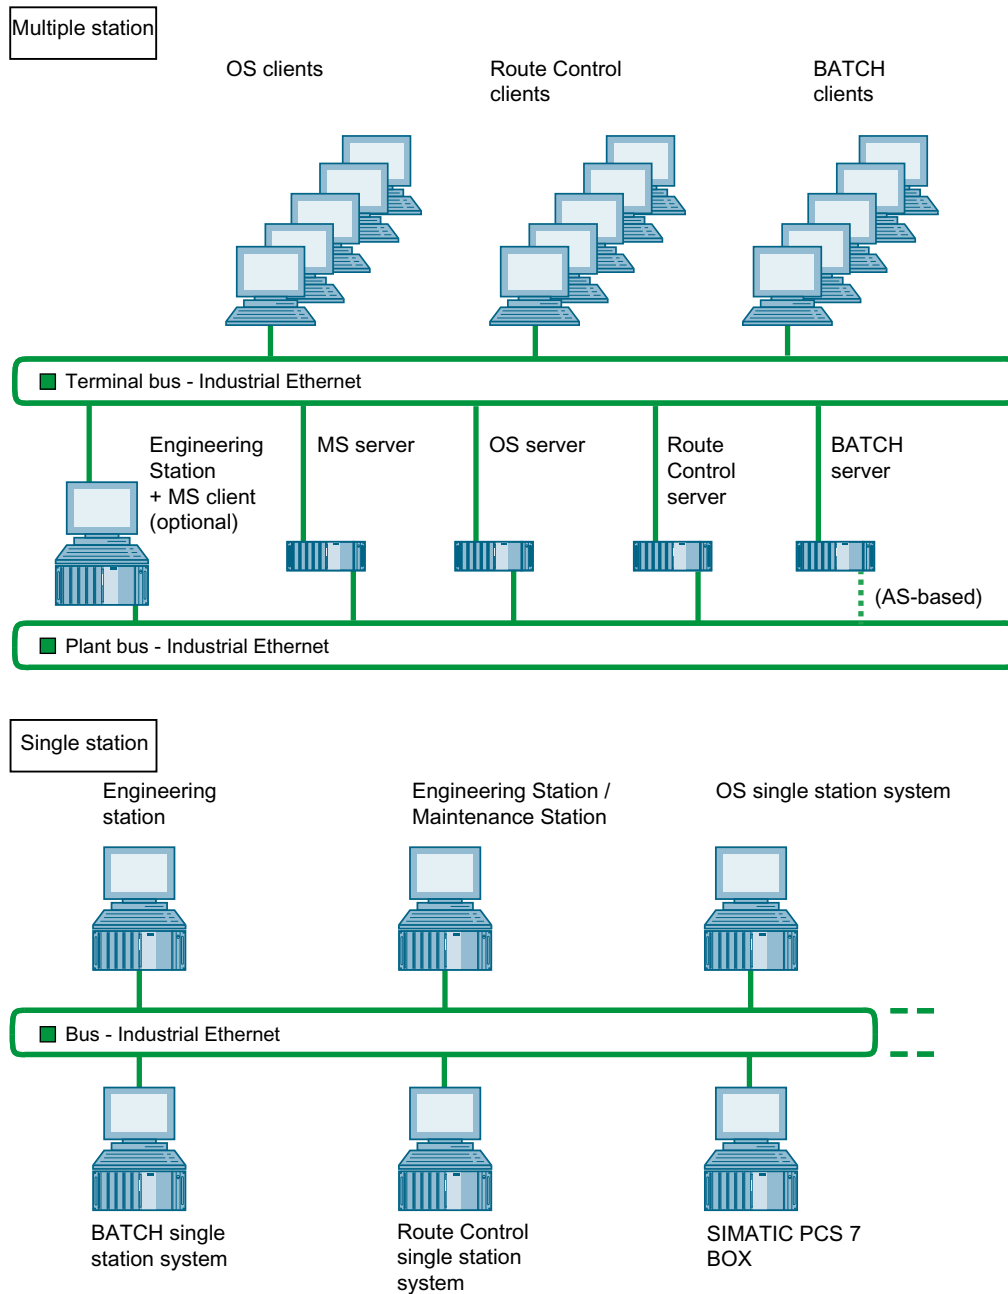 Multiple station
OS clients
Route Control
clients
BATCH
clients
Terminal bus - Industrial Ethernet
Engineering
Station
+ MS client
(optional)
MS server
OS server
Route
Control
server
BATCH
server
(AS-based)
Plant bus - Industrial Ethernet
Single station
Engineering
station
Engineering Station /
Maintenance Station
OS single station system
Bus - Industrial Ethernet
BATCH single
station system
Route Control
single station
system
SIMATIC PCS 7
BOX